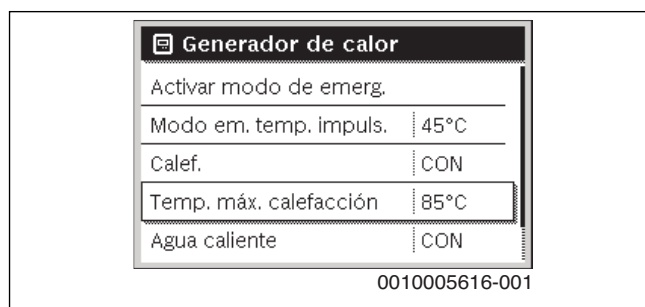 Generador de calor
Activar modo de emerg.
Modo em. temp. impuls. 45°C
Calef. CON
Temp. máx. calefacción 85°C
Agua caliente CON
0010005616-001